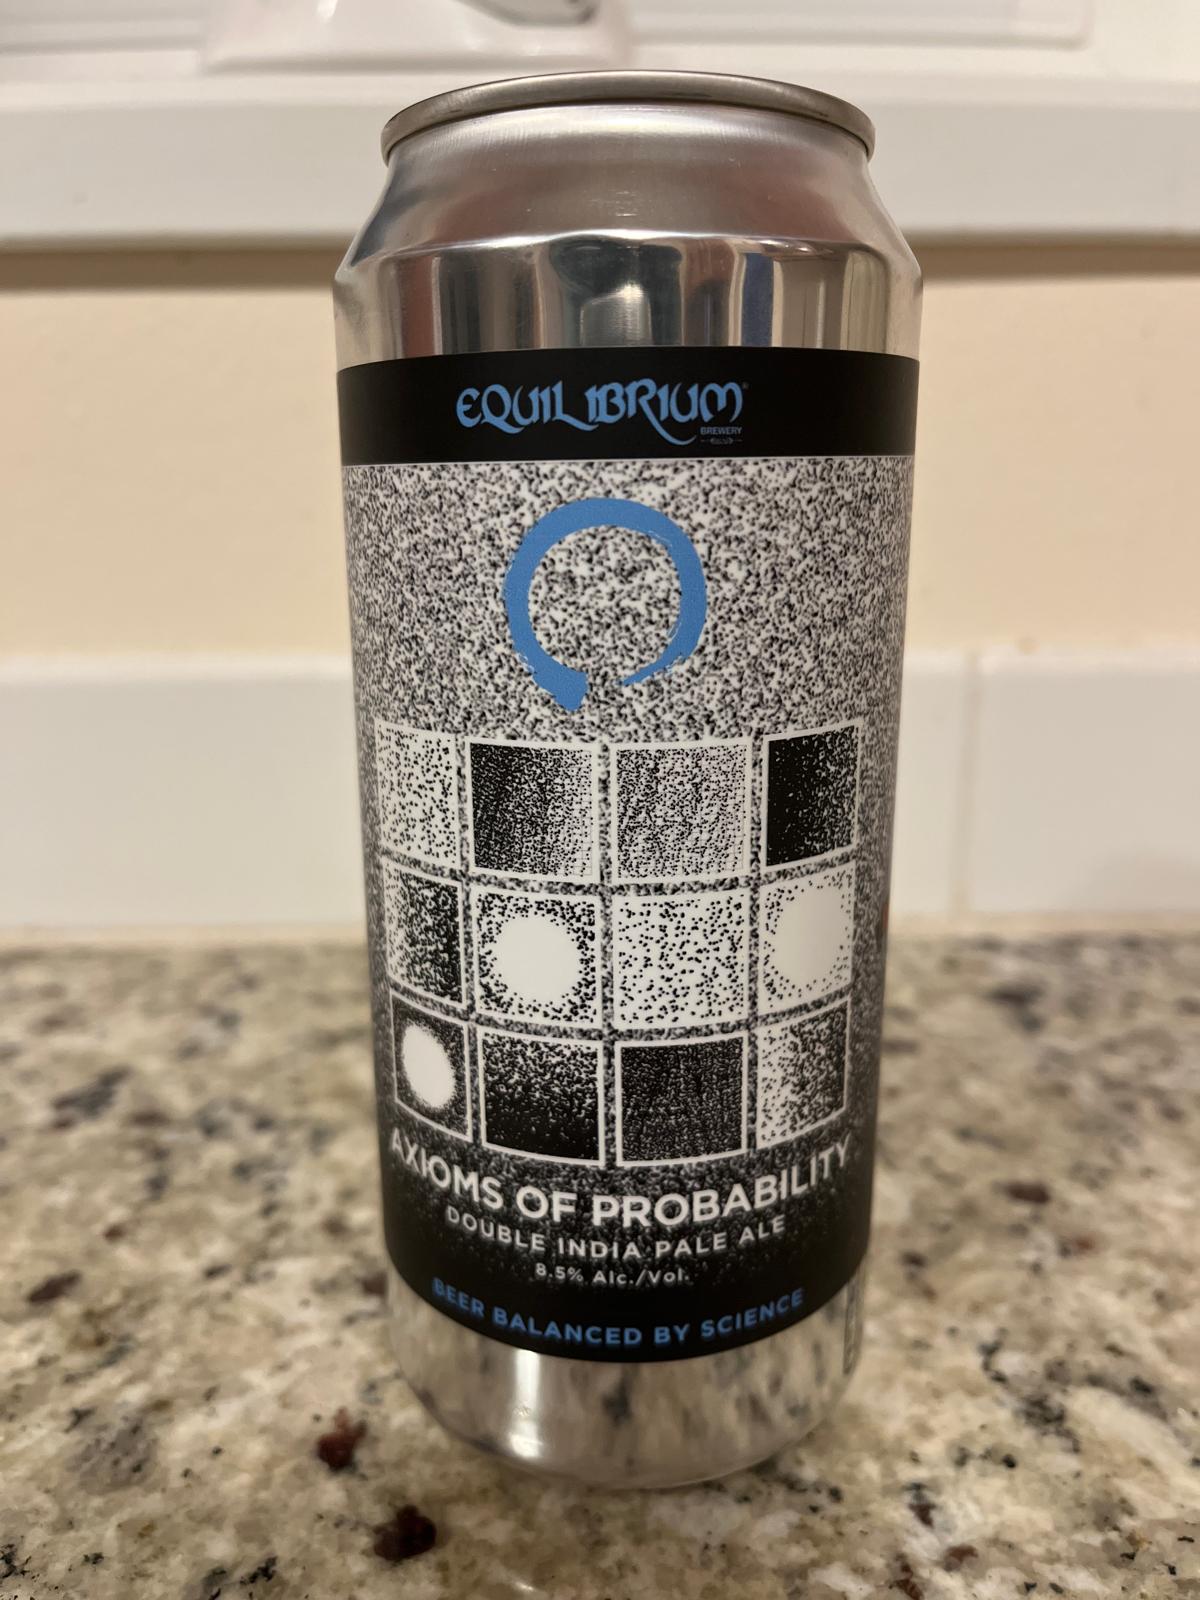 EQUILIBRIUM®
BREWERY
AXIOMS OF PROBABILITY
DOUBLE INDIA PALE ALE
8.5% Alc./Vol.
BEER BALANCED BY SCIENCE